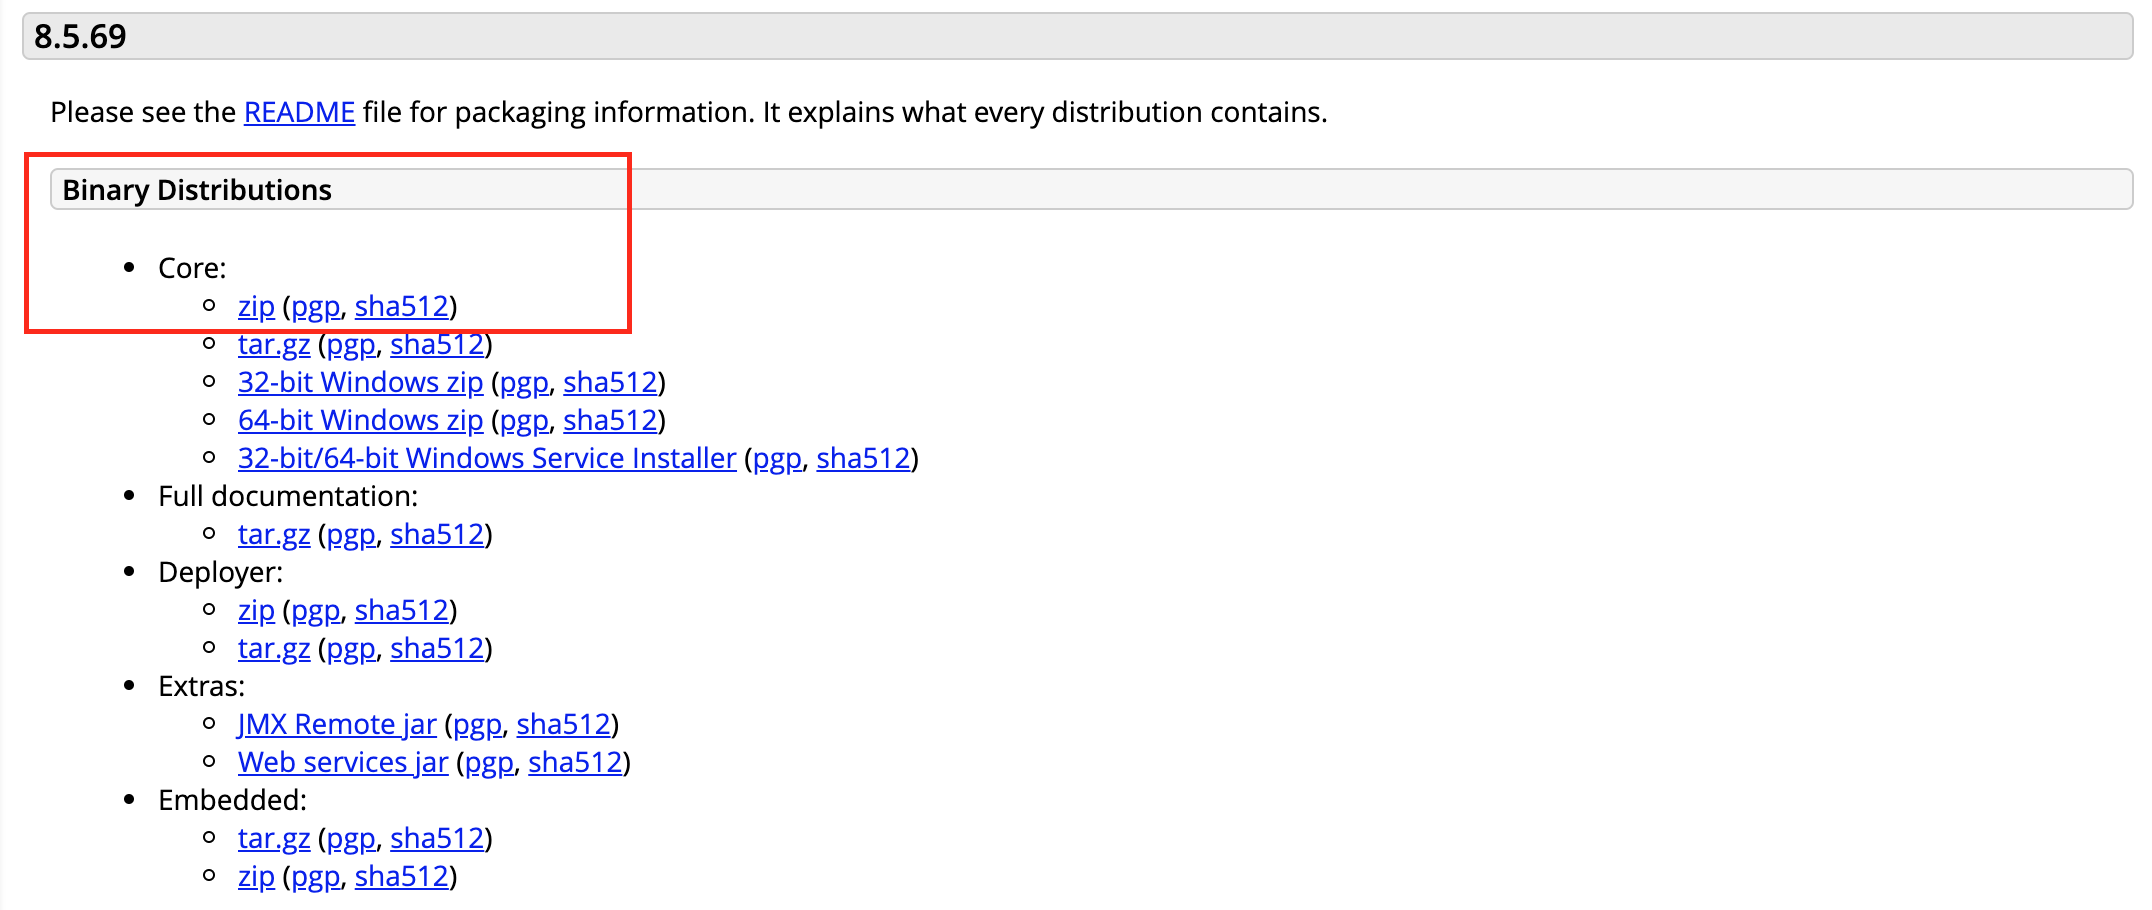 8.5.69
Please see the README file for packaging information. It explains what every distribution contains.
Binary Distributions
Core:
zip (pgp, sha512)
tar.gz (pgp, sha512)
32-bit Windows zip (pgp, sha512)
64-bit Windows zip (pgp, sha512)
32-bit/64-bit Windows Service Installer (pgp, sha512)
Full documentation:
tar.gz (pgp, sha512)
Deployer:
zip (pgp, sha512)
tar.gz (pgp, sha512)
Extras:
JMX Remote jar (pgp, sha512)
Web services jar (pgp, sha512)
Embedded:
tar.gz (pgp, sha512)
zip (pgp, sha512)